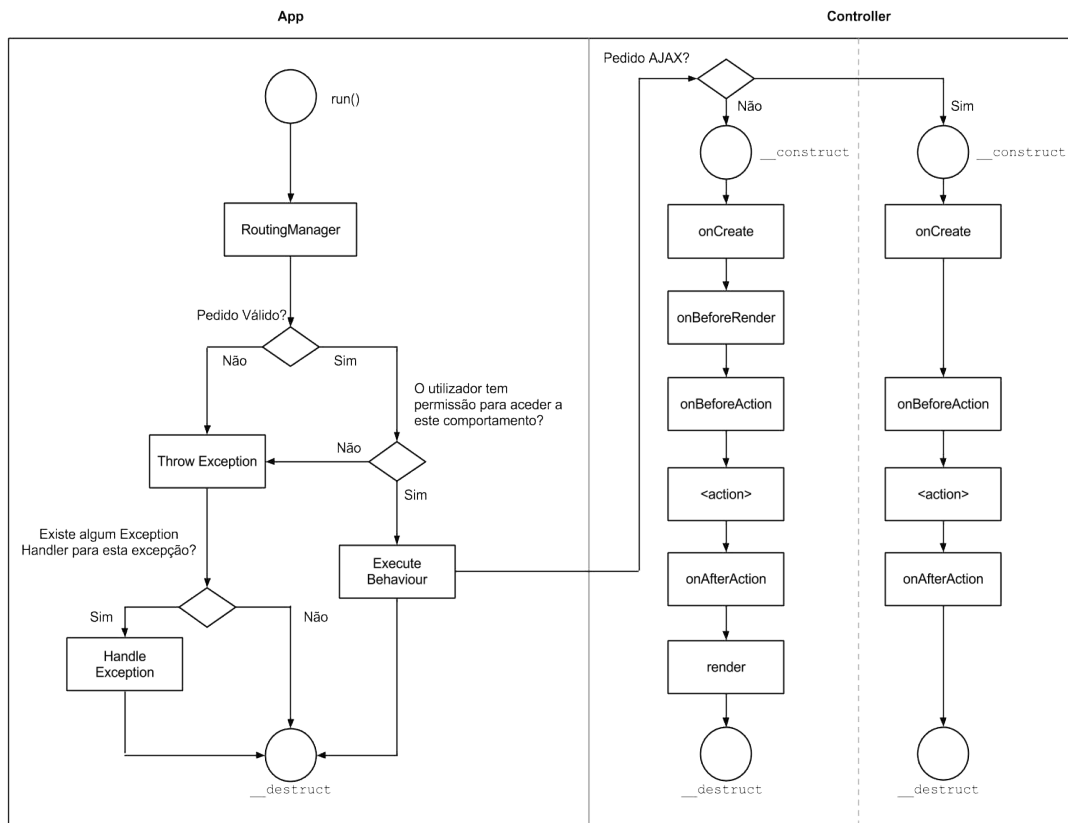 App
Controller
run()
RoutingManager
Pedido Válido?
Não
Sim
O utilizador tem
permissão para aceder a
este comportamento?
Throw Exception
Não
Sim
Existe algum Exception
Handler para esta excepção?
Execute
Behaviour
Sim
Não
Handle
Exception
__destruct
Pedido AJAX?
Não
Sim
__construct
onCreate
onBeforeRender
onBeforeAction
<action>
onAfterAction
render
__destruct
__construct
onCreate
onBeforeAction
<action>
onAfterAction
__destruct